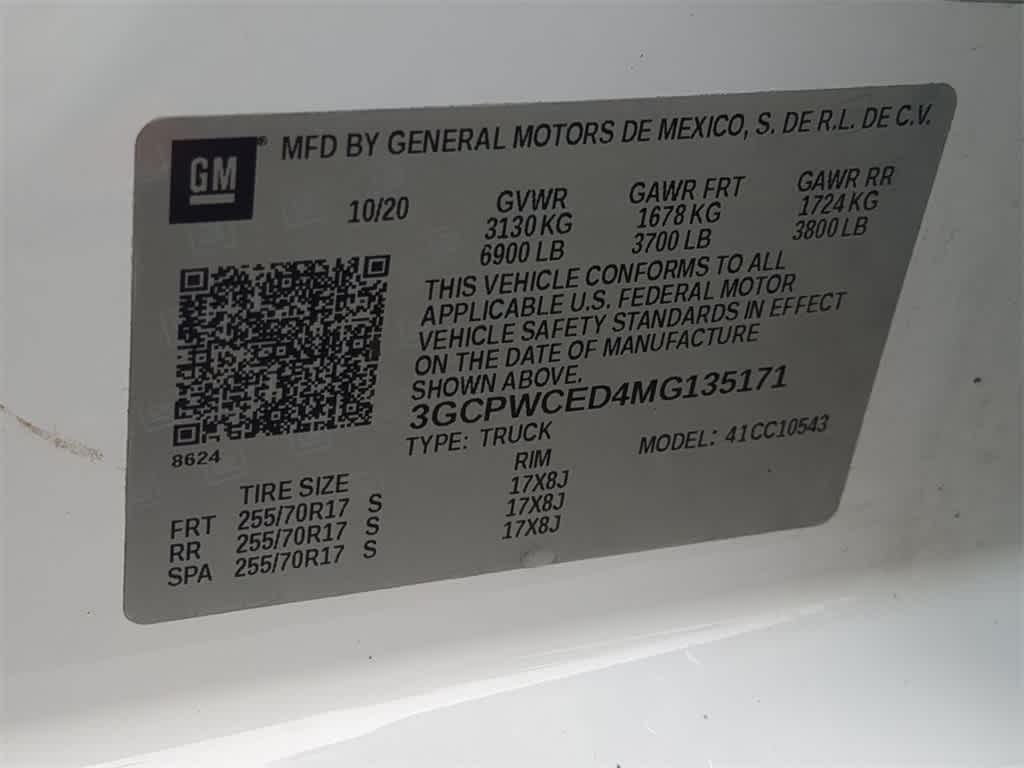 GM® MFD BY GENERAL MOTORS DE MEXICO, S. DE R.L. DE C.V.
10/20
GVWR GAWR FRT GAWR RR
3130 KG 1678 KG 1724 KG
6900 LB 3700 LB 3800 LB
THIS VEHICLE CONFORMS TO ALL
APPLICABLE U.S. FEDERAL MOTOR
VEHICLE SAFETY STANDARDS IN EFFECT
ON THE DATE OF MANUFACTURE
SHOWN ABOVE.
3GCPWCED4MG135171
TYPE: TRUCK MODEL: 41CC10543
8624
TIRE SIZE RIM
FRT 255/70R17 S 17X8J
RR 255/70R17 S 17X8J
SPA 255/70R17 S 17X8J